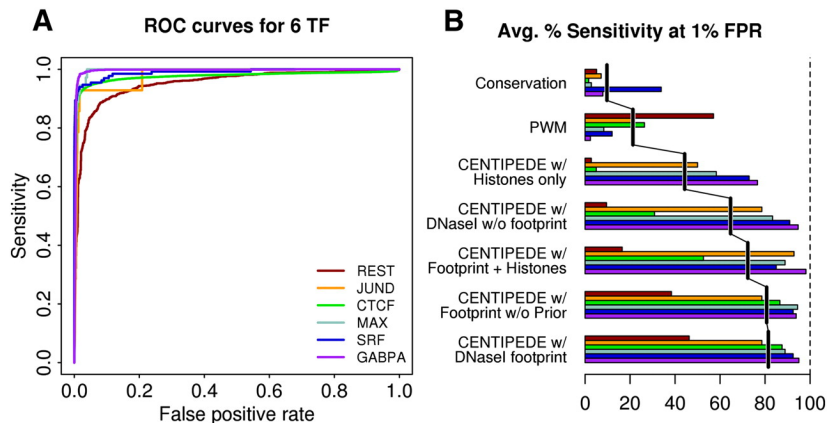 A
ROC curves for 6 TF
Sensitivity
0.0
0.2
0.4
0.6
0.8
1.0
REST
JUND
CTCF
MAX
SRF
GABPA
0.0
0.2
0.4
0.6
0.8
1.0
False positive rate
B
Avg. % Sensitivity at 1% FPR
Conservation
PWM
CENTIPEDE w/
Histones only
CENTIPEDE w/
DNaseI w/o footprint
CENTIPEDE w/
Footprint + Histones
CENTIPEDE w/
Footprint w/o Prior
CENTIPEDE w/
DNaseI footprint
0
20
40
60
80
100